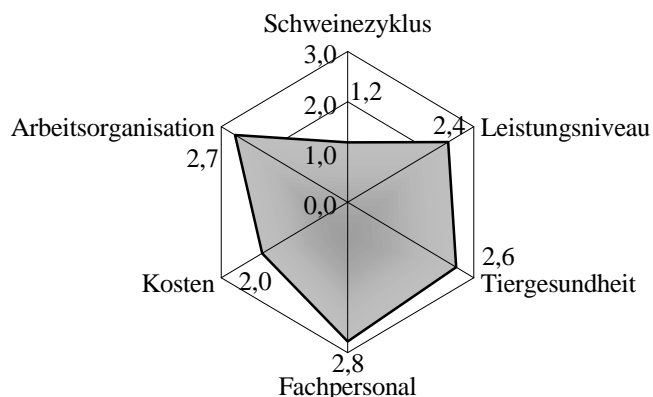 Schweinezyklus
3,0
1,2
2,0
Arbeitsorganisation
2,4
Leistungsniveau
2,7
1,0
0,0
2,6
Kosten
2,0
Tiergesundheit
2,8
Fachpersonal